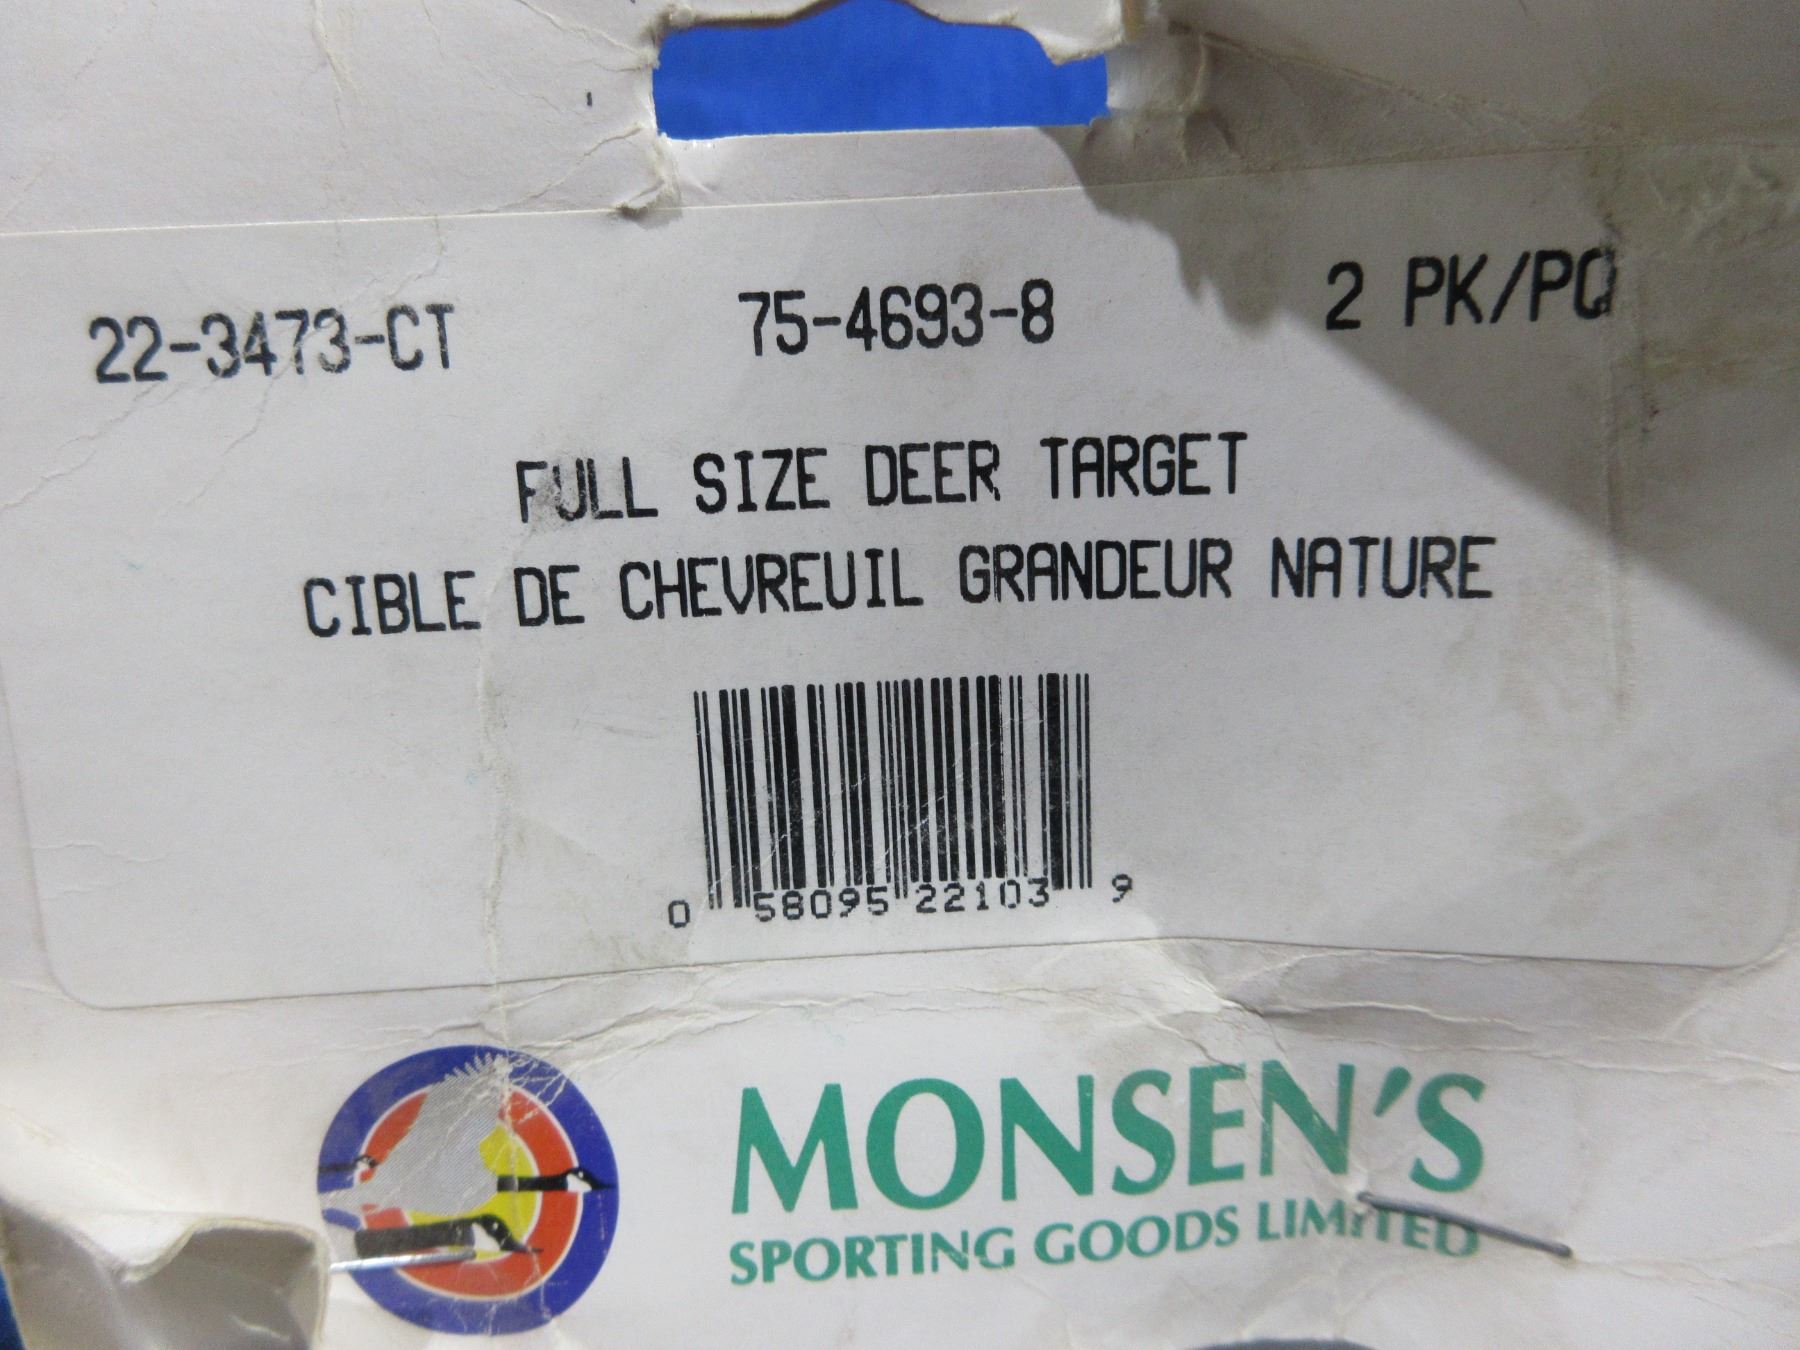 22-3473-CT 75-4693-8 2 PK/PQ
FULL SIZE DEER TARGET
CIBLE DE CHEVREUIL GRANDEUR NATURE
0 58095 22103 9
MONSEN'S
SPORTING GOODS LIMITED